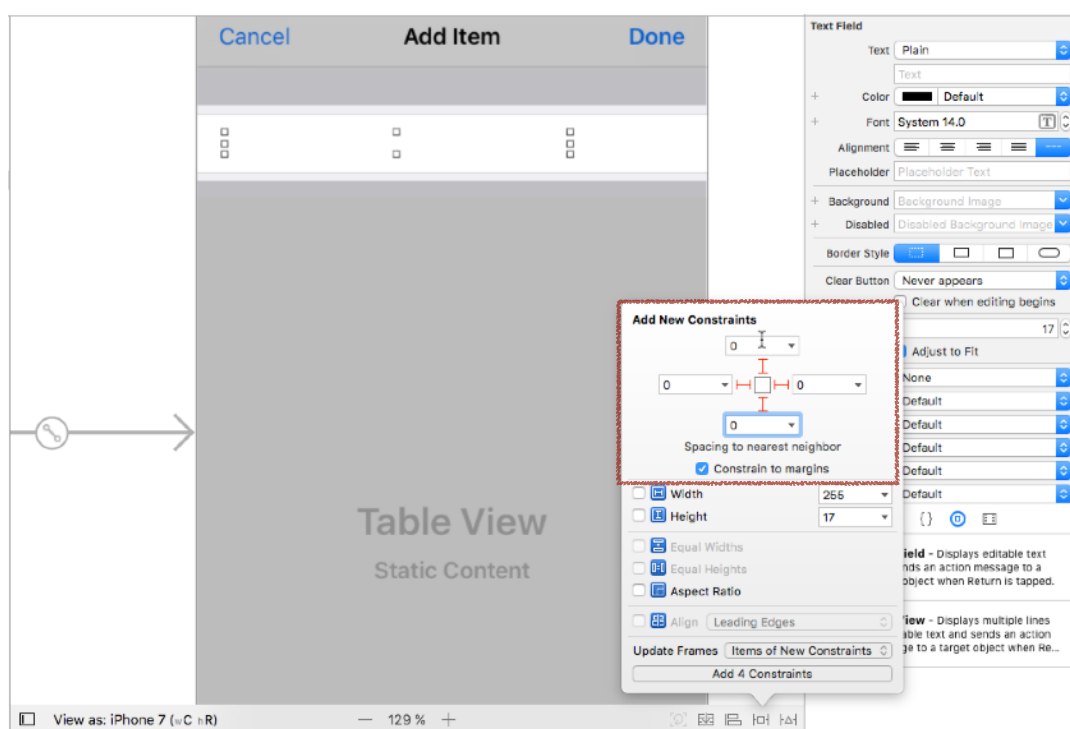 Cancel Add Item Done
Table View
Static Content
Text Field
Text Plain
Text
+ Color Default
+ Font System 14.0 T
Alignment ---
Placeholder Placeholder Text
+ Background Background Image
+ Disabled Disabled Background Image
Border Style
Clear Button Never appears
Clear when editing begins
17
Adjust to Fit
None
Default
Default
Default
Default
Default
{}
ield - Displays editable text
nds an action message to a
object when Return is tapped.
iew - Displays multiple lines
able text and sends an action
ge to a target object when Re...
Add New Constraints
0
0 0
0
Spacing to nearest neighbor
Constrain to margins
Width 255
Height 17
Equal Widths
Equal Heights
Aspect Ratio
Align Leading Edges
Update Frames Items of New Constraints
Add 4 Constraints
View as: iPhone 7 (wC hR) — 129 % +